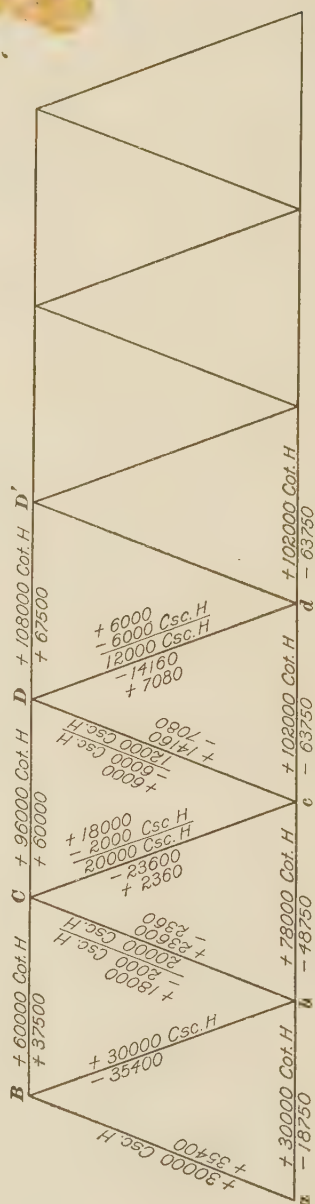 B
+ 60000 Cot. H
+ 37500
C
+ 96000 Cot. H
+ 60000
D
+ 108000 Cot. H
+ 67500
D'
+30000 Csc. H
+ 35400
+ 30000 Csc. H
- 35400
+ 18000
- 2000
20000 Csc. H
+ 23600
- 2360
+ 18000
- 2000 Csc H
20000 Csc. H
- 23600
+ 2360
+6000
-6000 Csc. H
12000 Csc. H
+ 14160
- 7080
+ 6000
- 6000 Csc. H
12000 Csc. H
- 14160
+ 7080
a
+ 30000 Cot. H
- 18750
b
+ 78000 Cot. H
- 48750
c
+ 102000 Cot. H
- 63750
d
+ 102000 Cot. H
- 63750